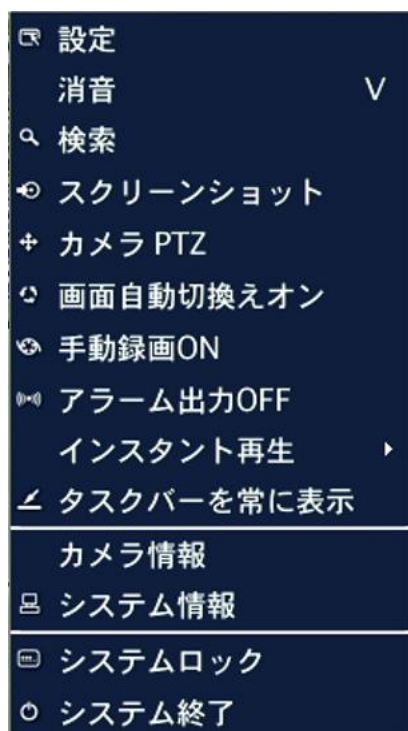 設定
消音 V
検索
スクリーンショット
カメラ PTZ
画面自動切換えオン
手動録画ON
アラーム出力OFF
インスタント再生
タスクバーを常に表示
カメラ情報
システム情報
システムロック
システム終了